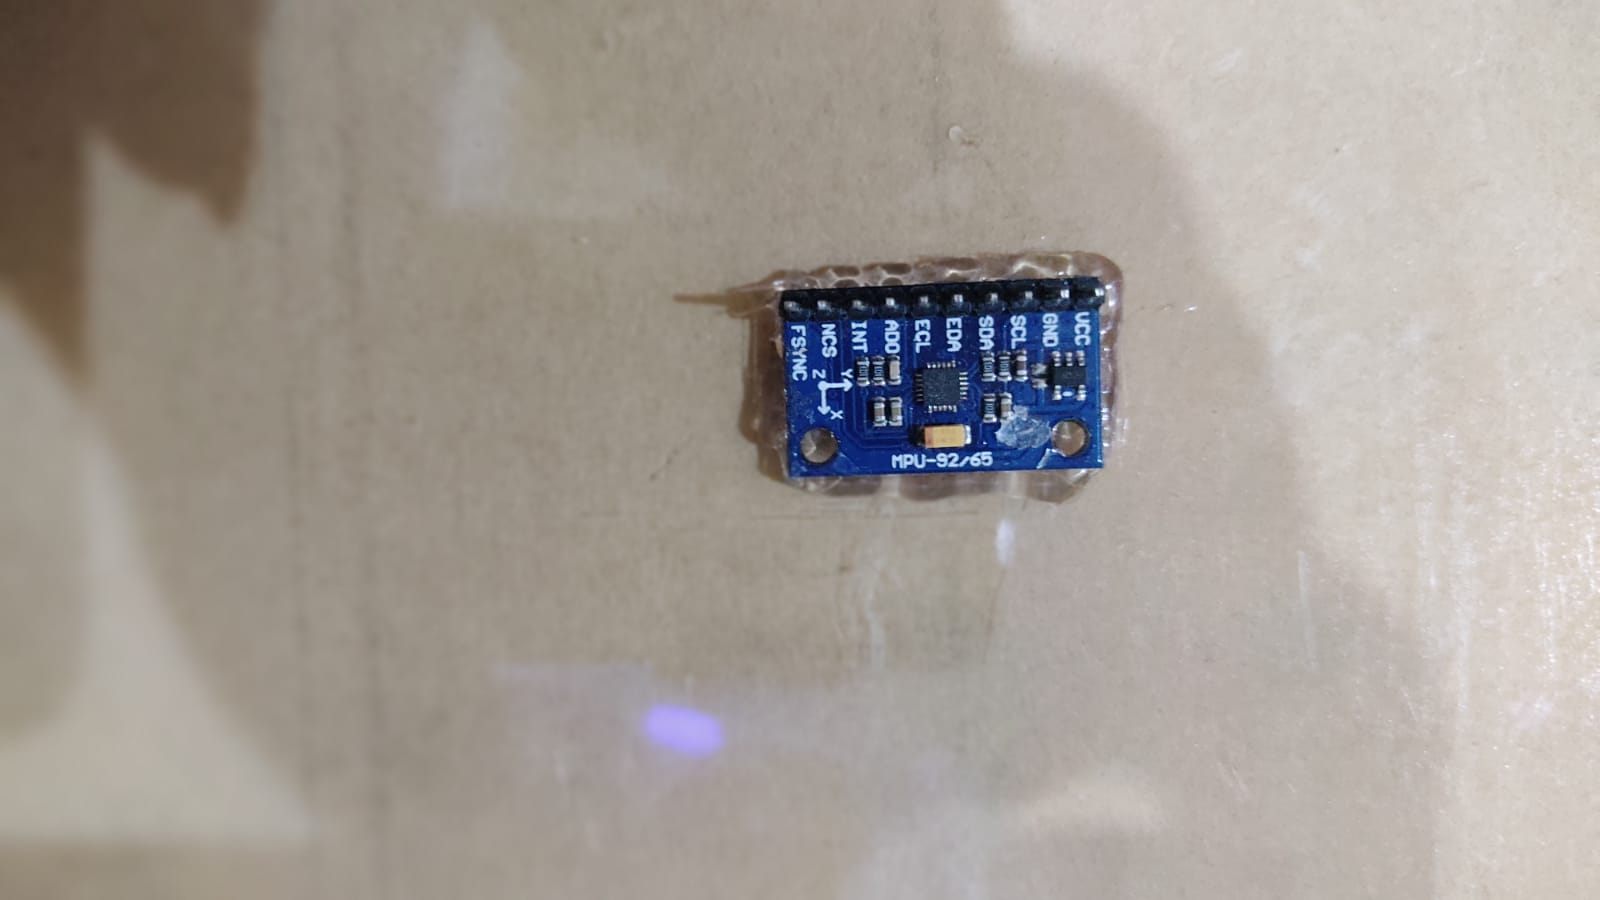 VCC
GND
SCL
SDA
EDA
ECL
ADO
INT
NCS
FSYNC
Z
Y
X
MPU-92/65